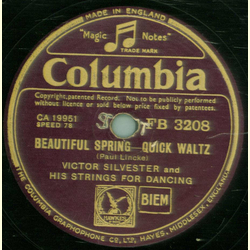 MADE IN ENGLAND
"Magic Notes"
TRADE MARK
Columbia
Copyright, patented Record. Not to be publicly performed
without licence or sold below price fixed by patentees.
CA 19951
SPEED 78
FB 3208
BEAUTIFUL SPRING—QUICK WALTZ
(Paul Lincke)
VICTOR SILVESTER and
HIS STRINGS FOR DANCING
BIEM
THE COLUMBIA GRAPHOPHONE CO., LTD., HAYES, MIDDLESEX, ENGLAND.